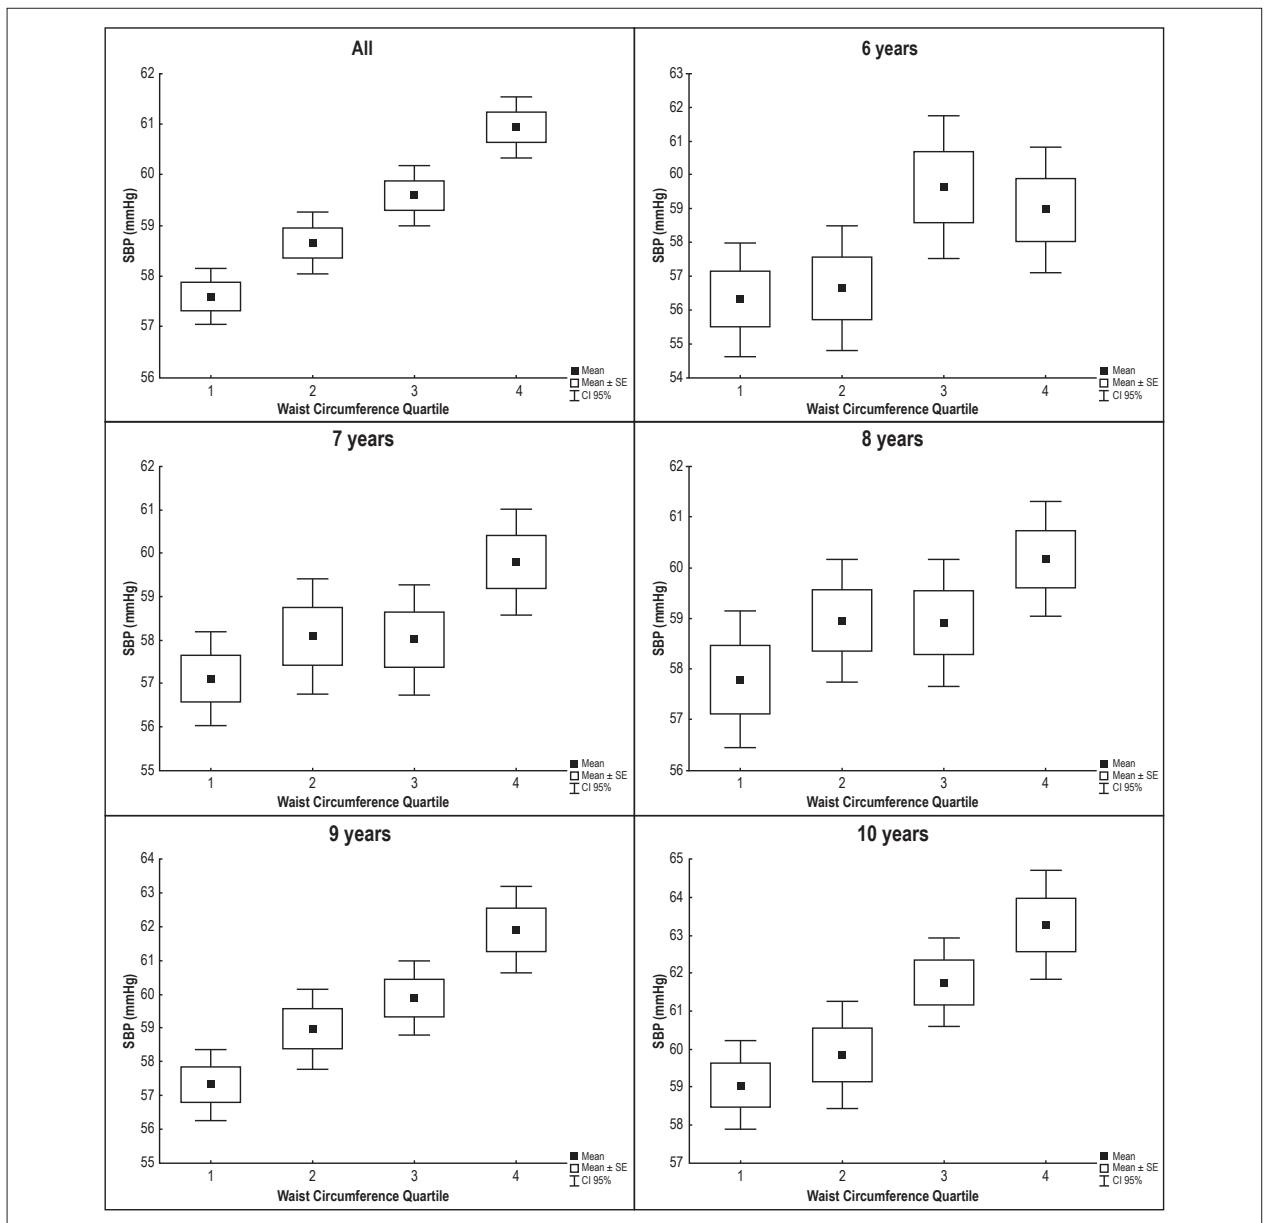 All
SBP (mmHg)
62
61
60
59
58
57
56
1 2 3 4
Waist Circumference Quartile
Mean
Mean ± SE
CI 95%
6 years
SBP (mmHg)
63
62
61
60
59
58
57
56
55
54
1 2 3 4
Waist Circumference Quartile
Mean
Mean ± SE
CI 95%
7 years
SBP (mmHg)
62
61
60
59
58
57
56
55
1 2 3 4
Waist Circumference Quartile
Mean
Mean ± SE
CI 95%
8 years
SBP (mmHg)
62
61
60
59
58
57
56
1 2 3 4
Waist Circumference Quartile
Mean
Mean ± SE
CI 95%
9 years
SBP (mmHg)
64
63
62
61
60
59
58
57
56
55
1 2 3 4
Waist Circumference Quartile
Mean
Mean ± SE
CI 95%
10 years
SBP (mmHg)
65
64
63
62
61
60
59
58
57
1 2 3 4
Waist Circumference Quartile
Mean
Mean ± SE
CI 95%